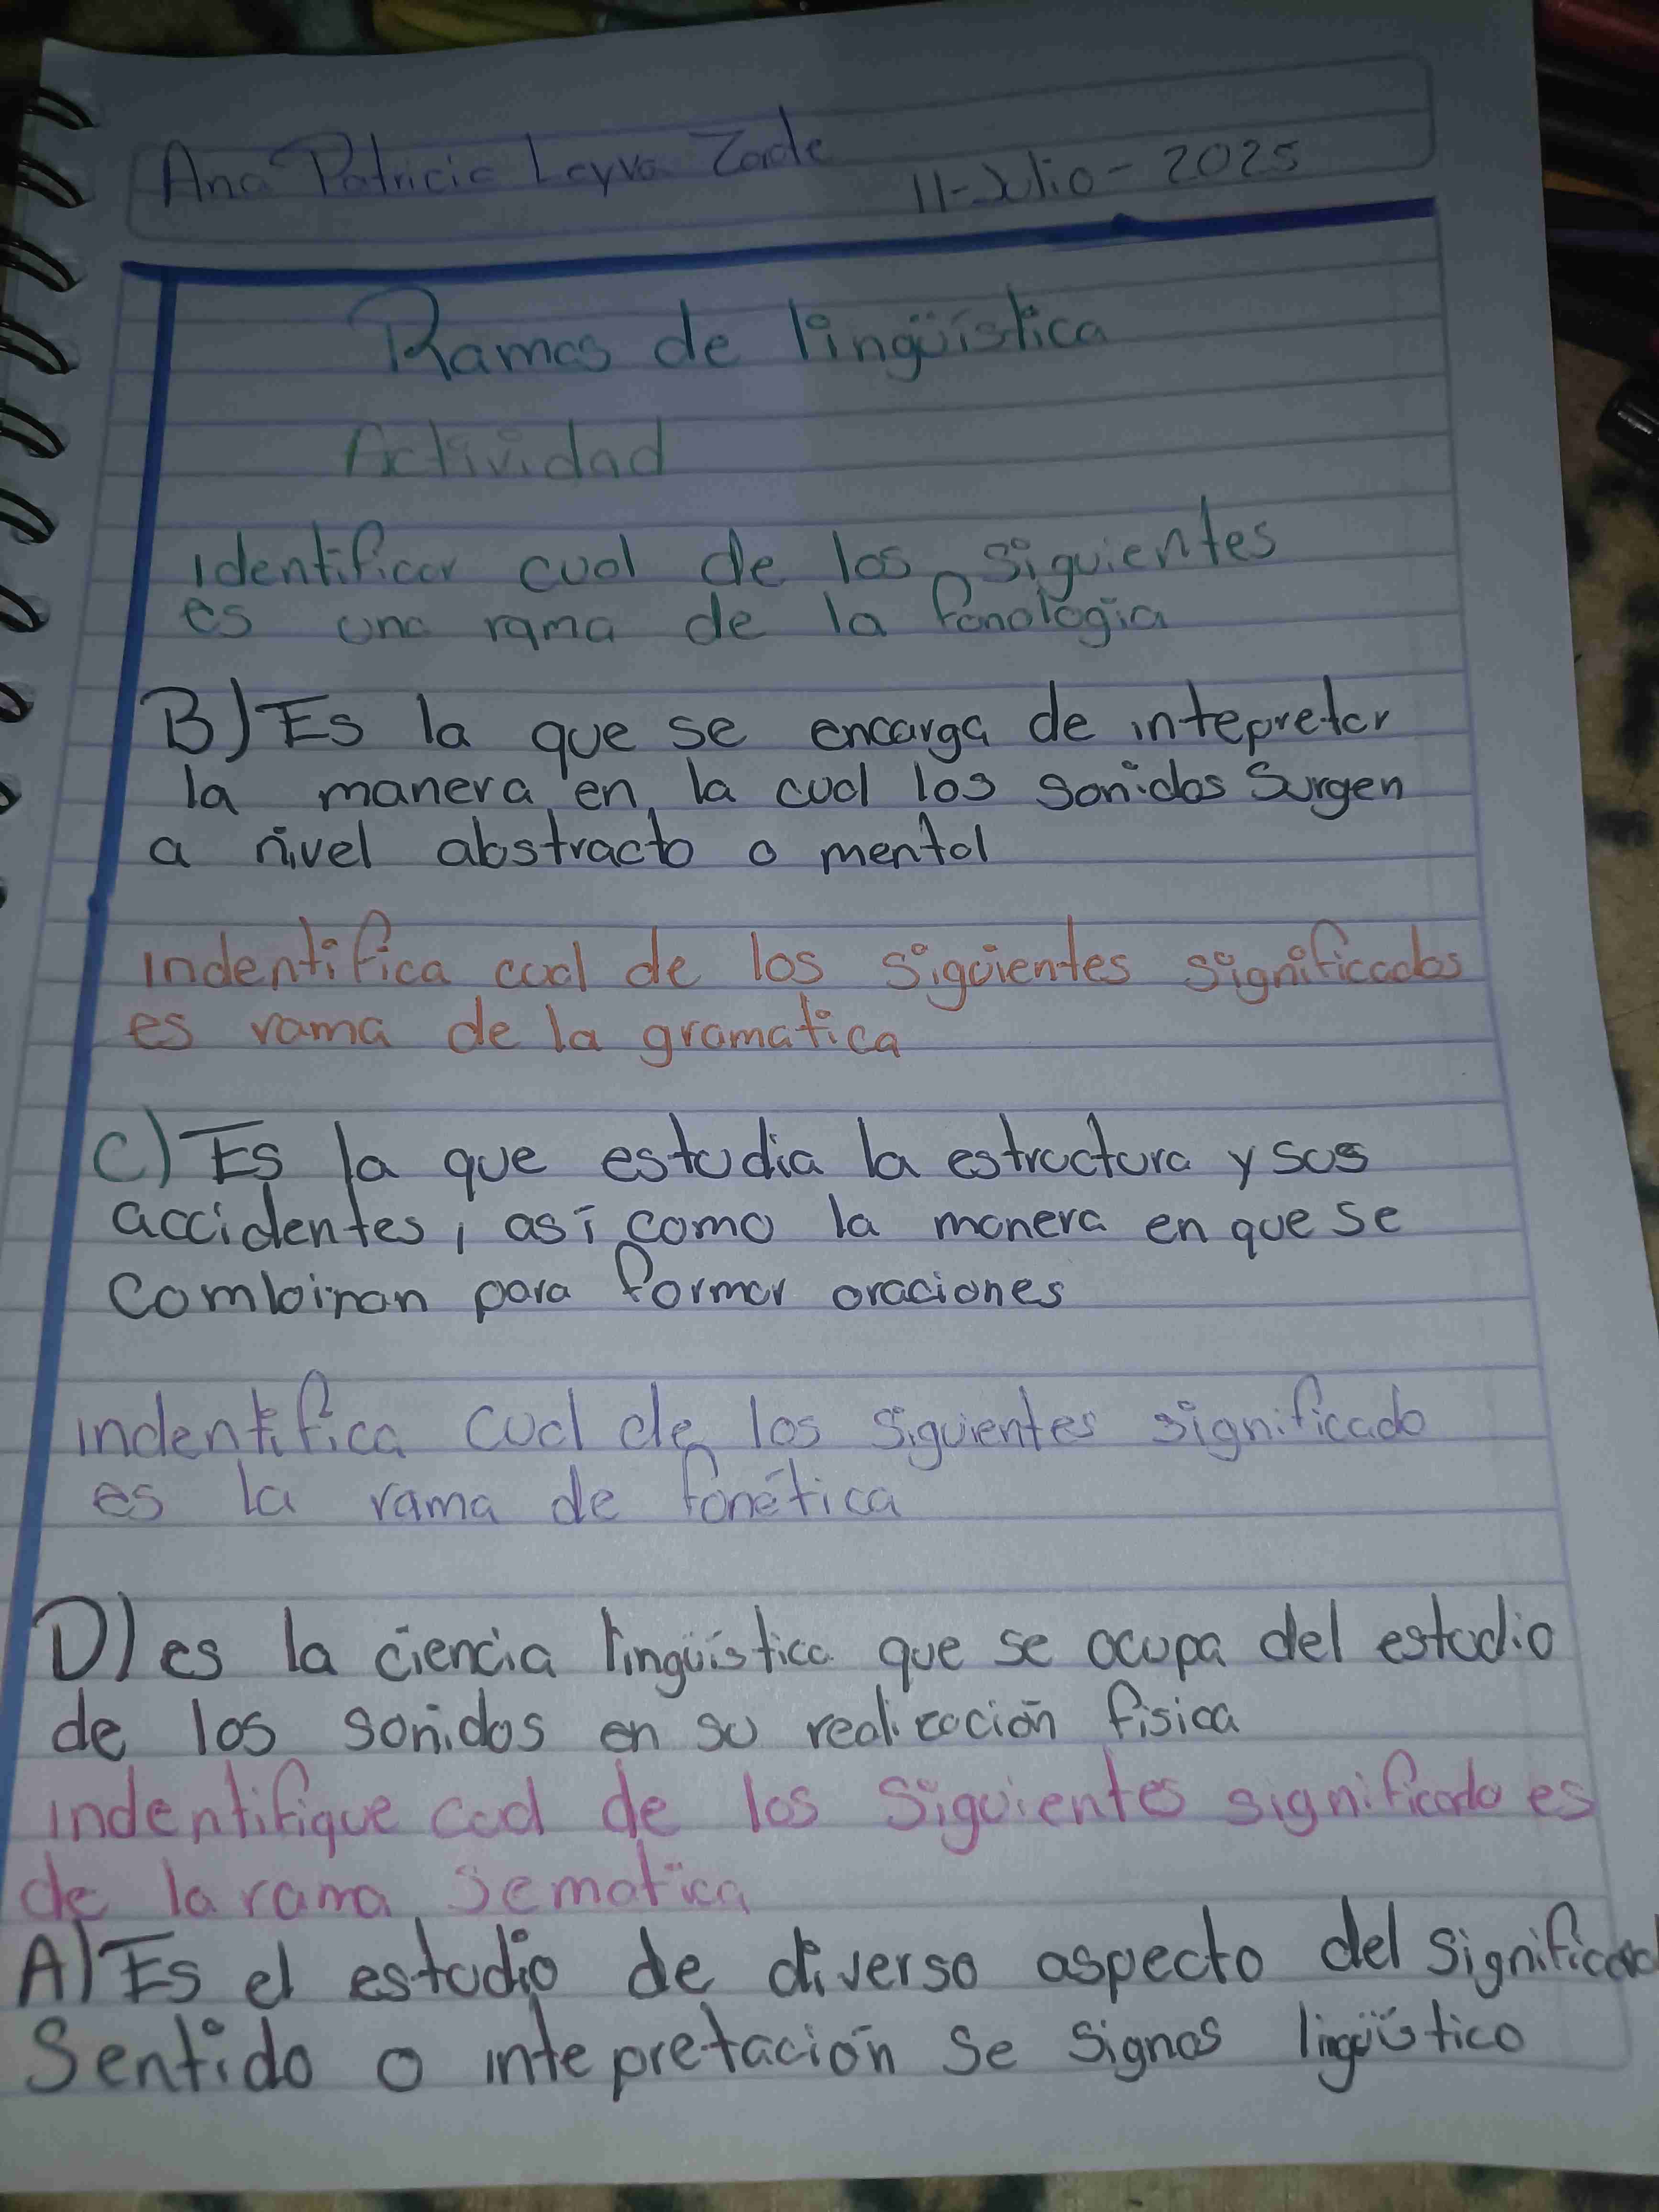 Ana Patricia Leyva
11-Julio-2025
Ramas de lingüística
Actividad
identificar cual de los siguientes
es una rama de la fonología
B) Es la que se encarga de intepretar
la manera en la cual los sonidos surgen
a nivel abstracto o mental
indentifica cual de los siguientes significados
es rama de la gramatica
C) Es la que estudia la estructura y sus
accidentes, así como la manera en que se
combinan para formar oraciones
indentifica cual de los siguientes significado
es la rama de fonética
D) es la ciencia lingüística que se ocupa del estudio
de los sonidos en su realización física
indentifique cual de los siguientes significado es
de la rama sematica
A) Es el estudio de diverso aspecto del significado
Sentido o intepretación se signos lingüístico